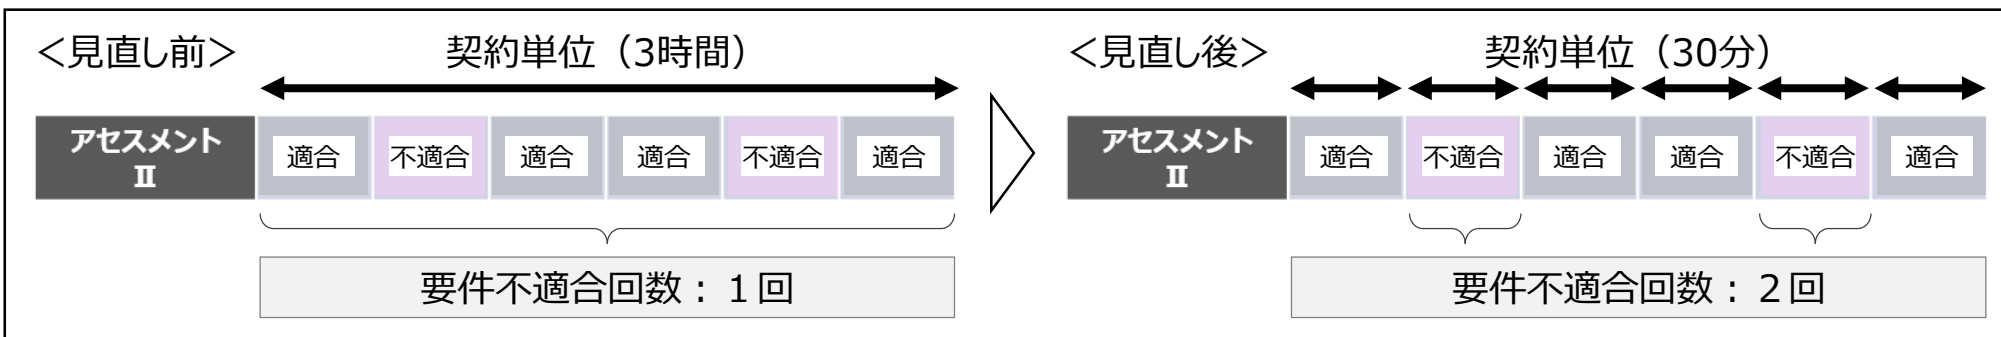 ＜見直し前＞
契約単位（3時間）
アセスメント
Ⅱ
適合
不適合
適合
適合
不適合
適合
要件不適合回数：１回
＜見直し後＞
契約単位（30分）
アセスメント
Ⅱ
適合
不適合
適合
適合
不適合
適合
要件不適合回数：２回